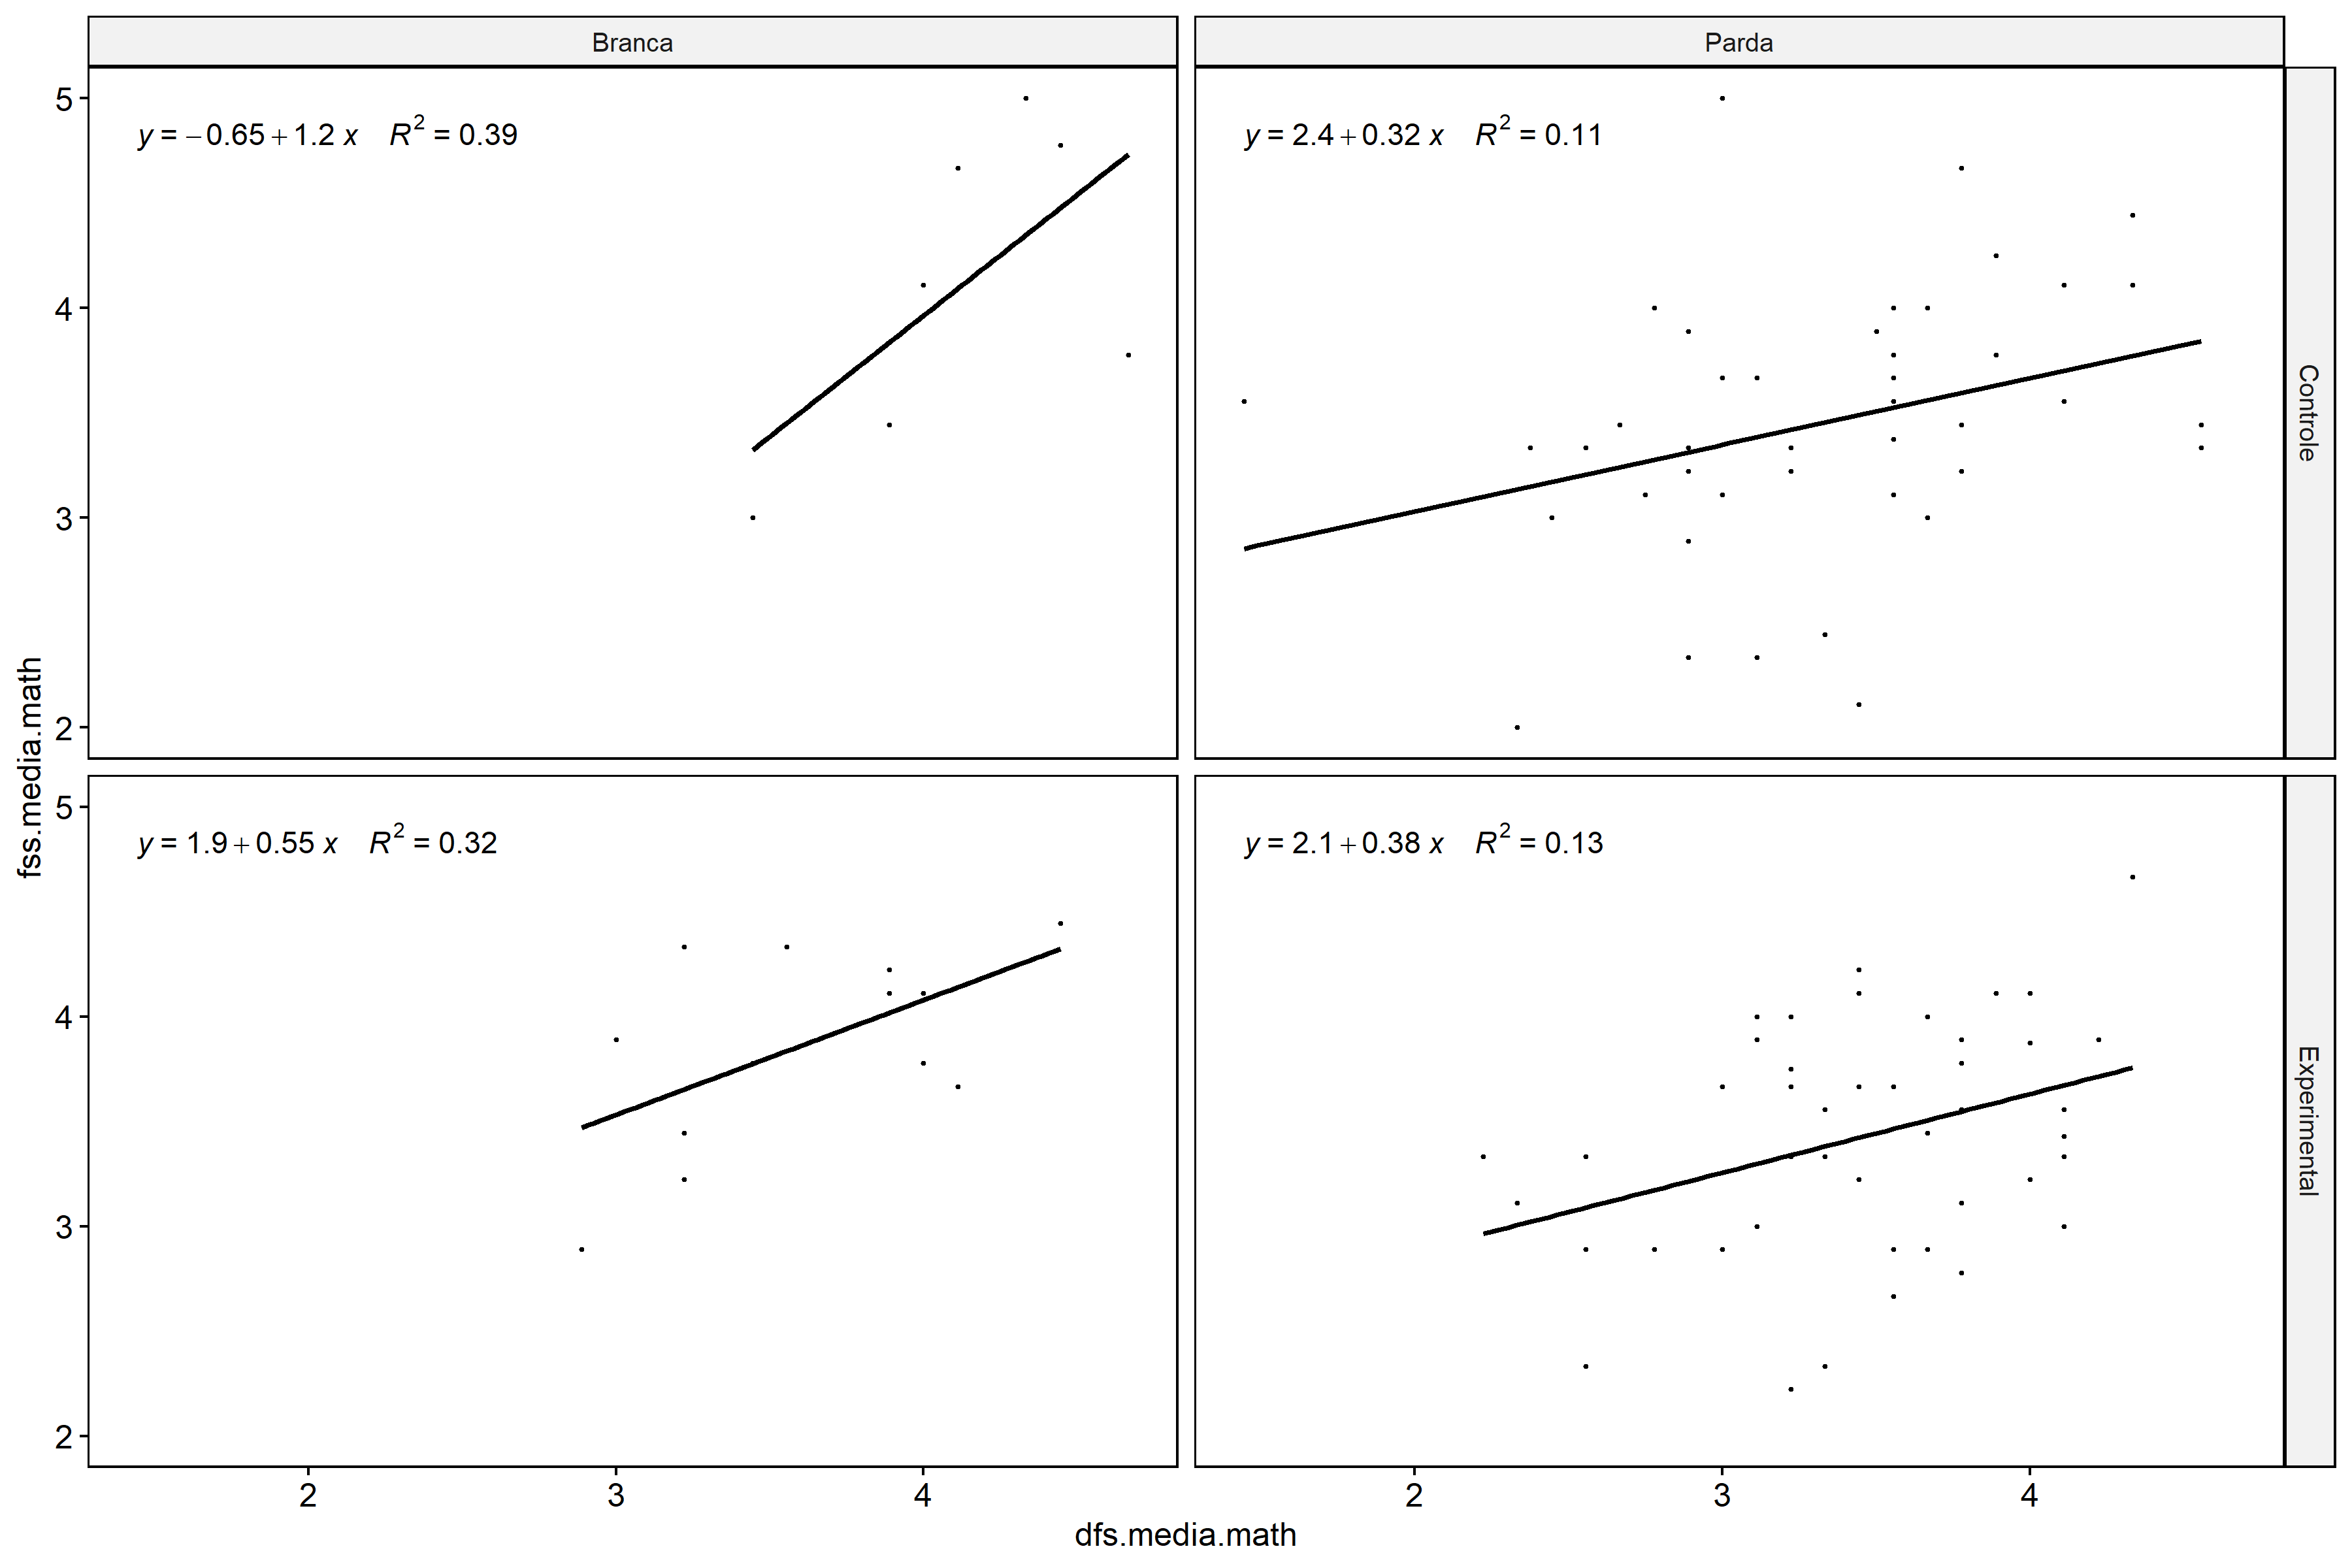 Branca
Parda
5
4
3
2
y = −0.65 + 1.2 x R² = 0.39
y = 2.4 + 0.32 x R² = 0.11
Controle
fss.media.math
5
4
3
2
y = 1.9 + 0.55 x R² = 0.32
y = 2.1 + 0.38 x R² = 0.13
Experimental
2 3 4
2 3 4
dfs.media.math